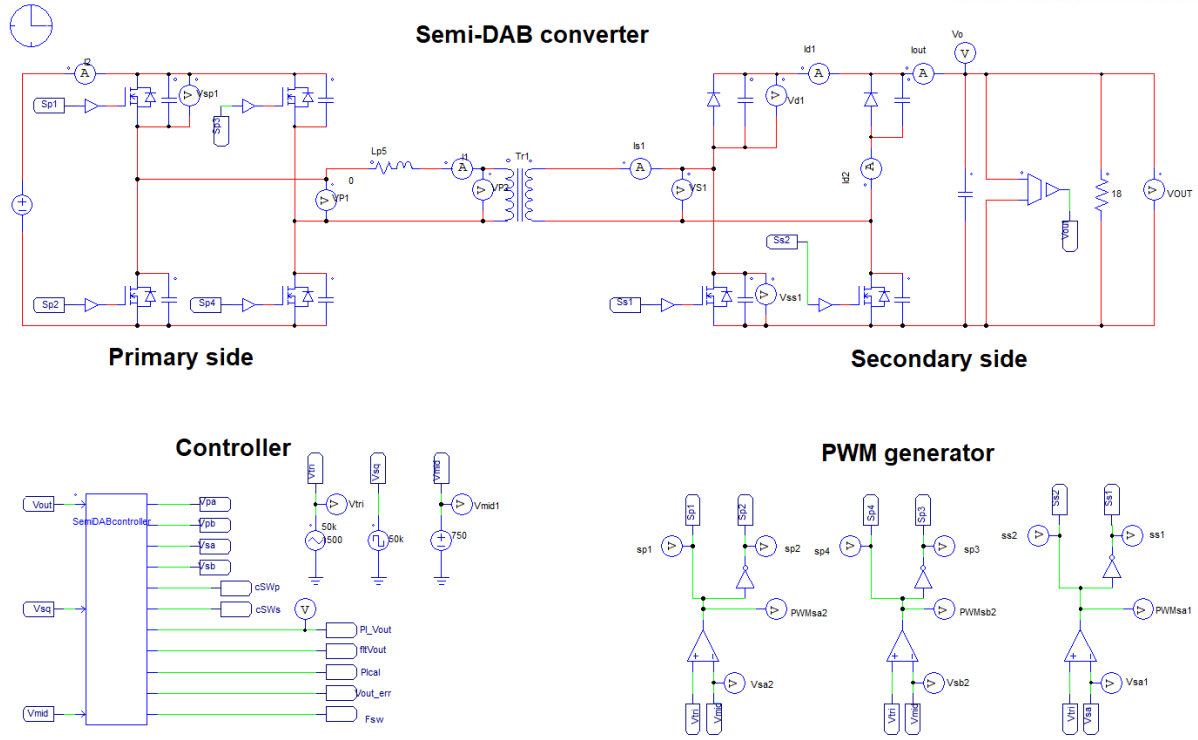 Semi-DAB converter
Vo
I2
Id1
Iout
Sp1
Vsp1
Sp3
Vd1
Lp5
I1
Tr1
Is1
Id2
0
VP1
VP2
VS1
18
VOUT
Vout
Ss2
Sp2
Sp4
Ss1
Vss1
Primary side
Secondary side
Controller
PWM generator
Vtri
Vsq
Vmid
Vout
SemiDABcontroller
Vpa
Vpb
Vsa
Vsb
cSWp
cSWs
Vtri
50k
1500
50k
Vmid1
750
Vsq
PI_Vout
fltVout
PIcal
Vout_err
Fsw
Vmid
Sp1
Sp2
Sp4
Sp3
Ss2
Ss1
sp1
sp2
sp4
sp3
ss2
ss1
PWMsa2
PWMsb2
PWMsa1
+ -
+ -
+ -
Vsa2
Vsb2
Vsa1
Vtri
Vmid
Vtri
Vmid
Vtri
Vsa